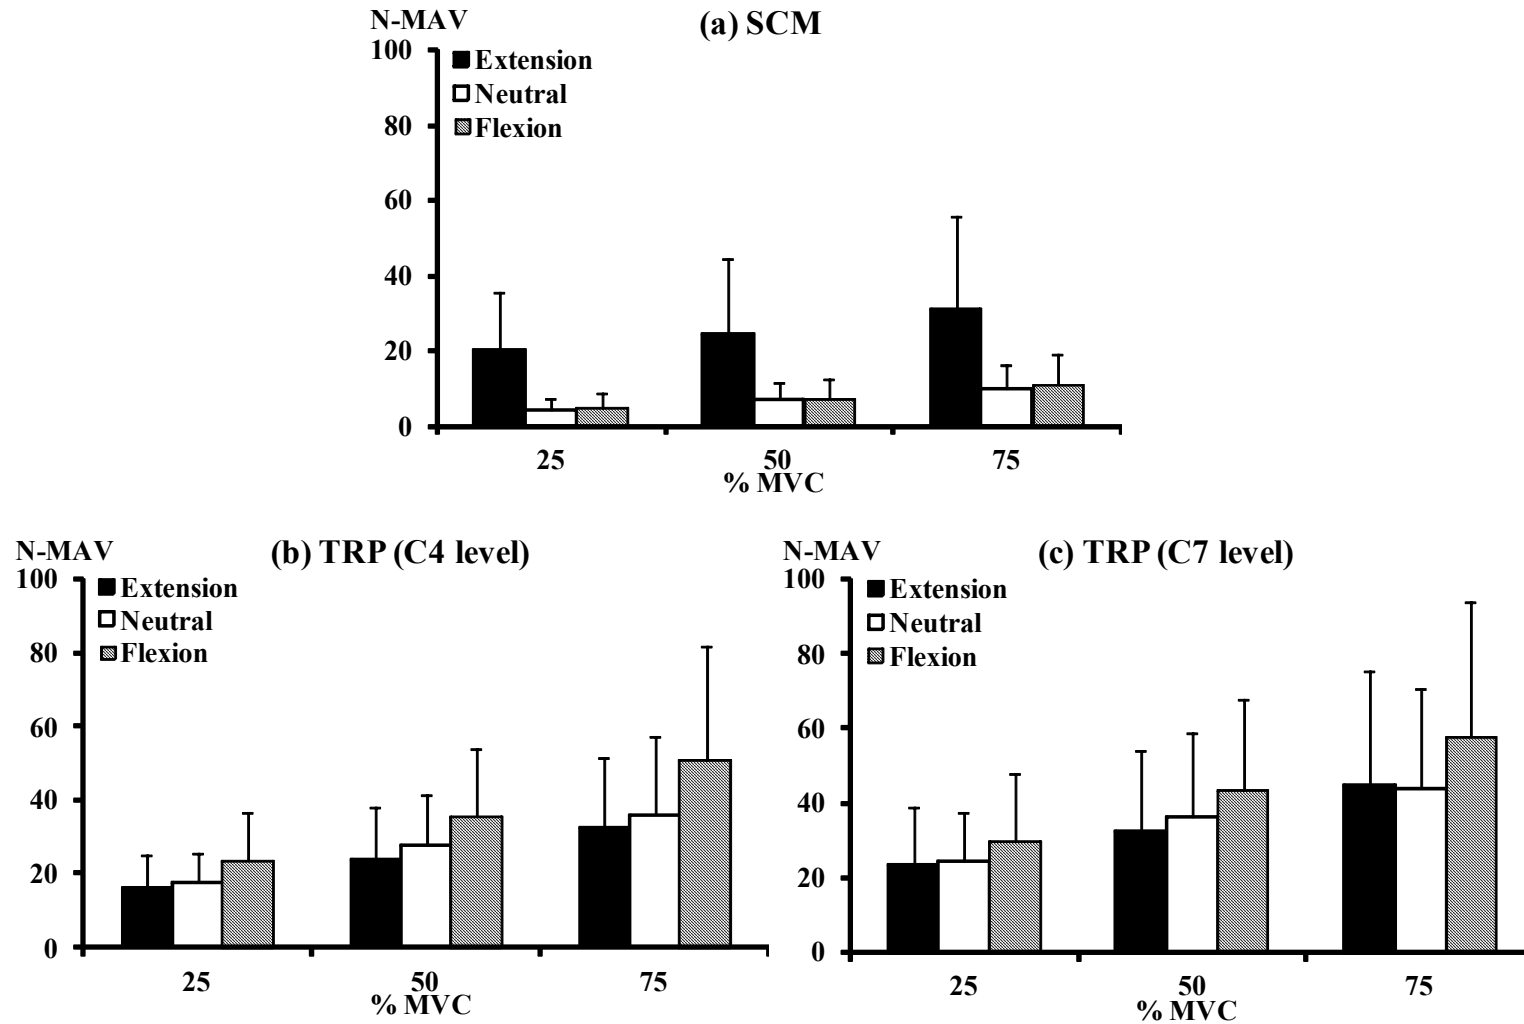 N-MAV
(a) SCM
100
80
60
40
20
0
Extension
Neutral
Flexion
25 50 75
% MVC
N-MAV
(b) TRP (C4 level)
100
80
60
40
20
0
Extension
Neutral
Flexion
25 50 75
% MVC
N-MAV
(c) TRP (C7 level)
100
80
60
40
20
0
Extension
Neutral
Flexion
25 50 75
% MVC